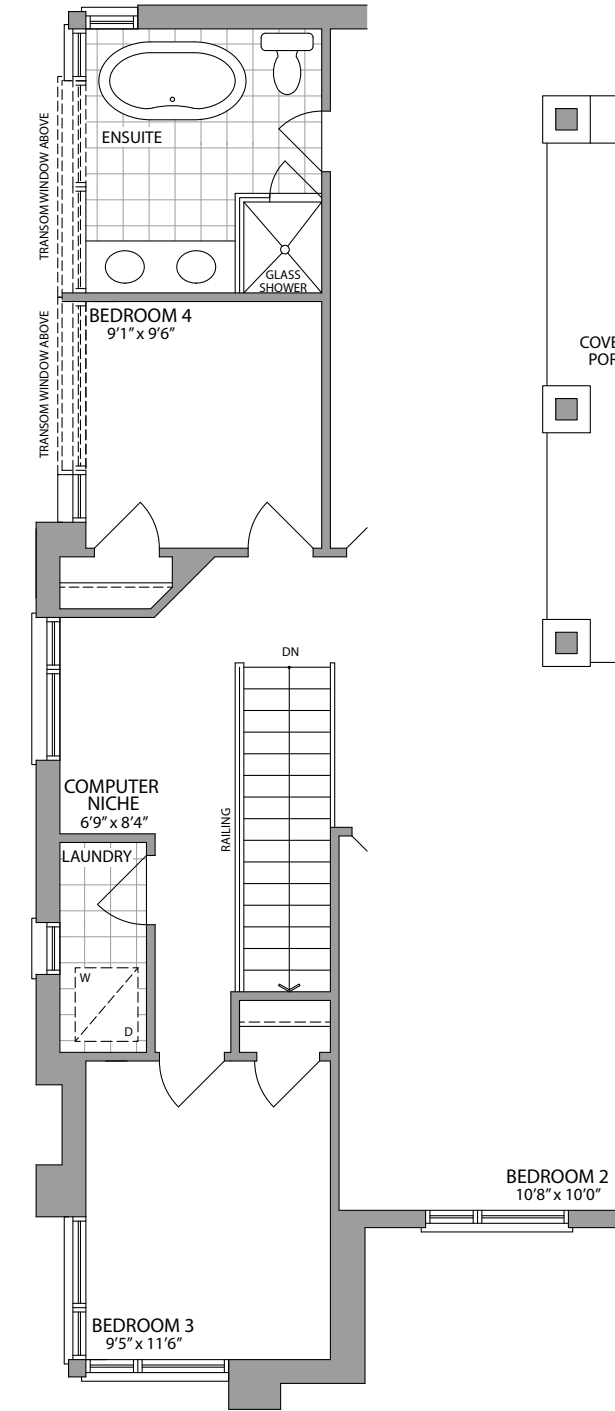 TRANSOM WINDOW ABOVE
ENSUITE
GLASS
SHOWER
TRANSOM WINDOW ABOVE
BEDROOM 4
9'1" x 9'6"
COVE
POR
DN
COMPUTER
NICHE
6'9" x 8'4"
RAILING
LAUNDRY
W
D
BEDROOM 2
10'8" x 10'0"
BEDROOM 3
9'5" x 11'6"